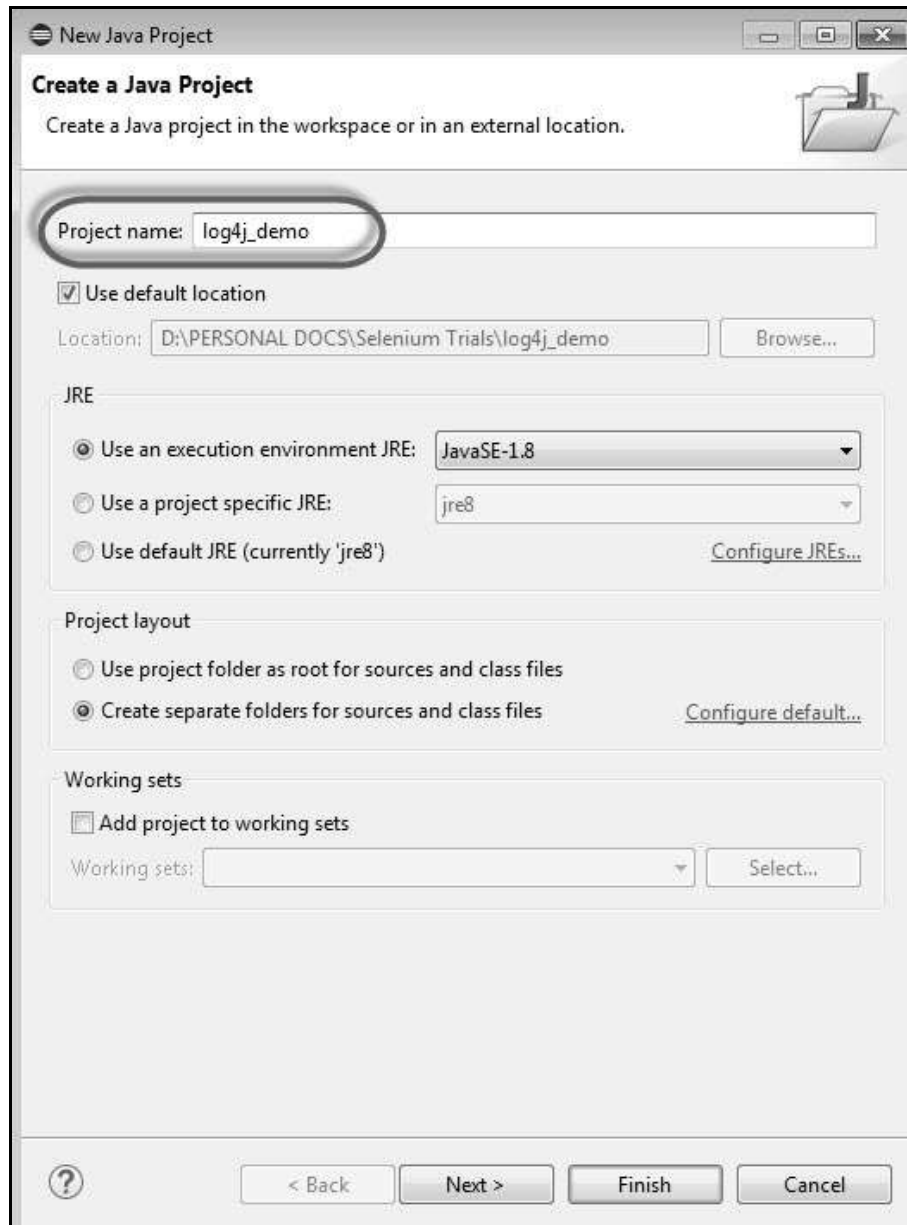 New Java Project
Create a Java Project
Create a Java project in the workspace or in an external location.
Project name: log4j_demo
Use default location
Location: D:\PERSONAL DOCS\Selenium Trials\log4j_demo Browse...
JRE
Use an execution environment JRE: JavaSE-1.8
Use a project specific JRE: jre8
Use default JRE (currently 'jre8') Configure JREs...
Project layout
Use project folder as root for sources and class files
Create separate folders for sources and class files Configure default...
Working sets
Add project to working sets
Working sets: Select...
? < Back Next > Finish Cancel